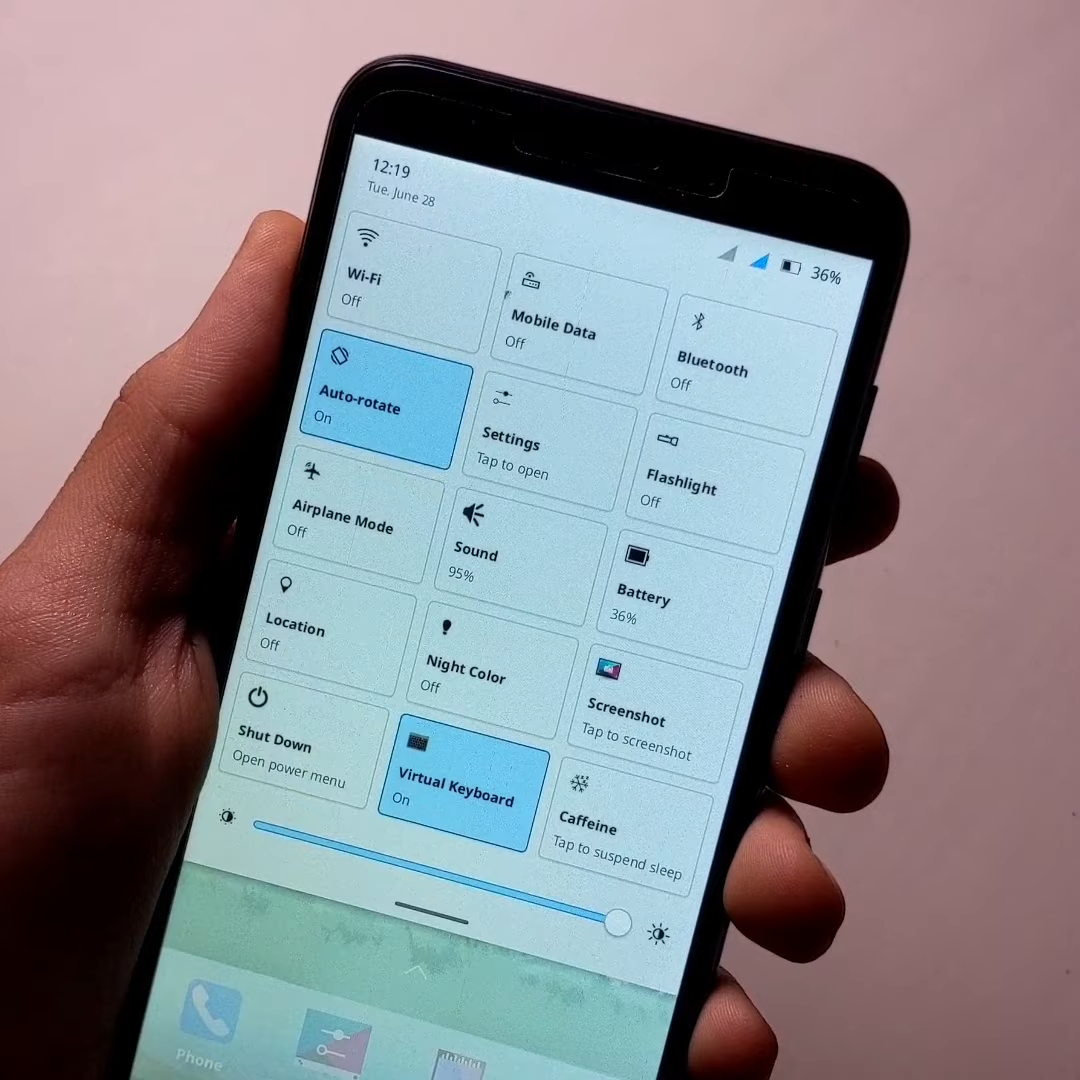 12:19
Tue, June 28
36%
Wi-Fi
Off
Mobile Data
Off
Bluetooth
Off
Auto-rotate
On
Settings
Tap to open
Flashlight
Off
Airplane Mode
Off
Sound
95%
Battery
36%
Location
Off
Night Color
Off
Screenshot
Tap to screenshot
Shut Down
Open power menu
Virtual Keyboard
On
Caffeine
Tap to suspend sleep
Phone